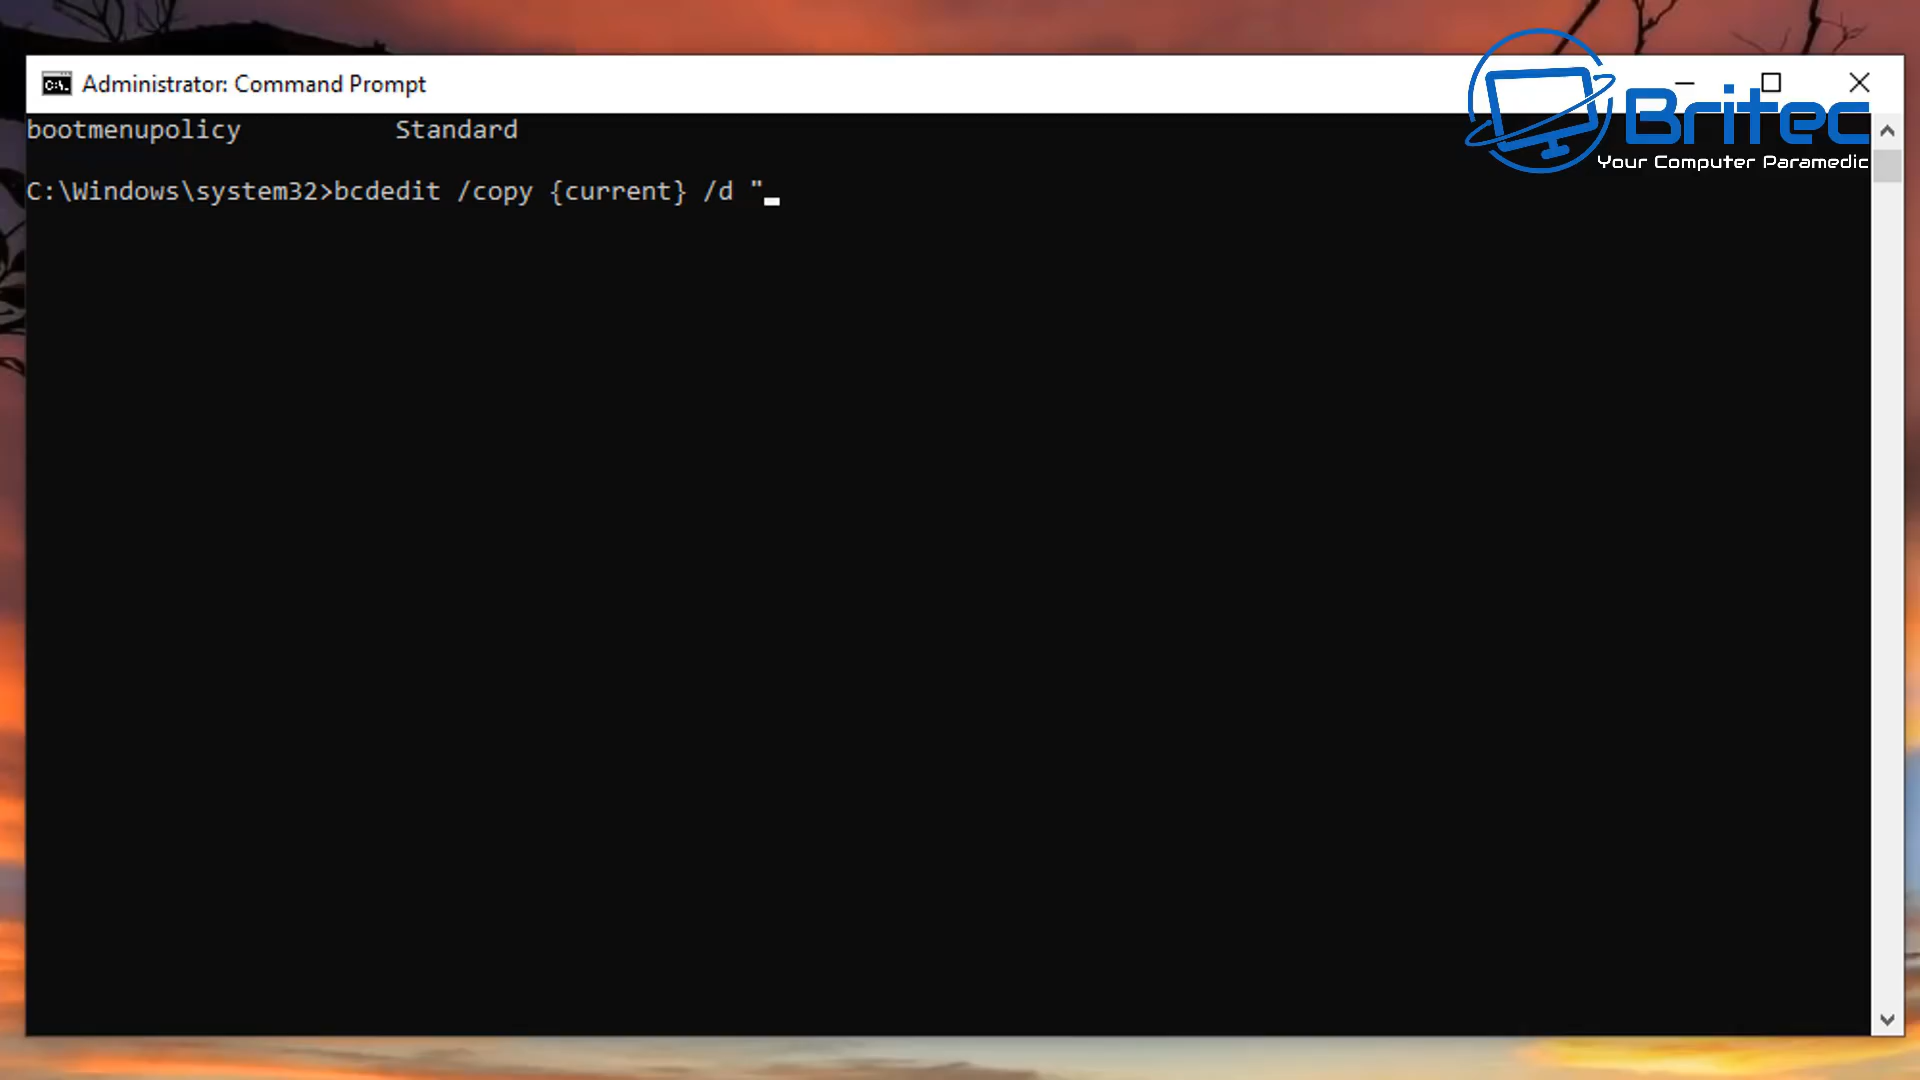 Administrator: Command Prompt
Britec
Your Computer Paramedic
bootmenupolicy          Standard
C:\Windows\system32>bcdedit /copy {current} /d "